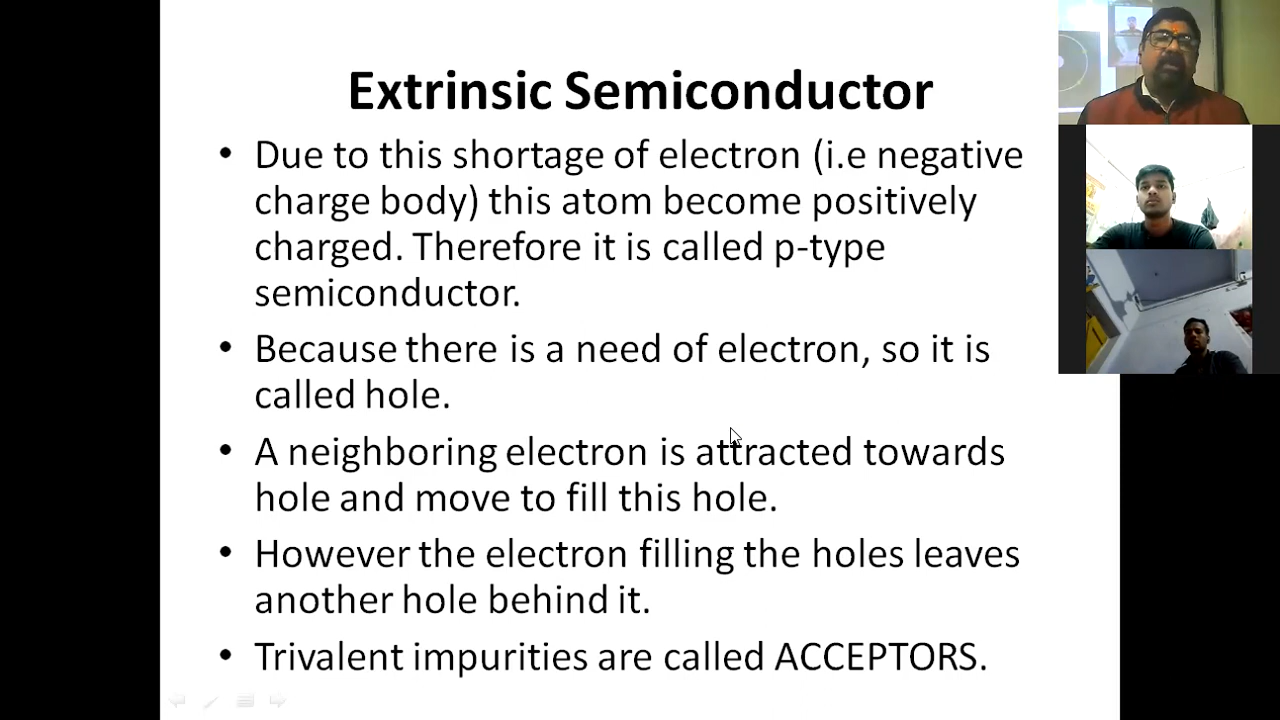 Extrinsic Semiconductor
• Due to this shortage of electron (i.e negative
charge body) this atom become positively
charged. Therefore it is called p-type
semiconductor.
• Because there is a need of electron, so it is
called hole.
• A neighboring electron is attracted towards
hole and move to fill this hole.
• However the electron filling the holes leaves
another hole behind it.
• Trivalent impurities are called ACCEPTORS.